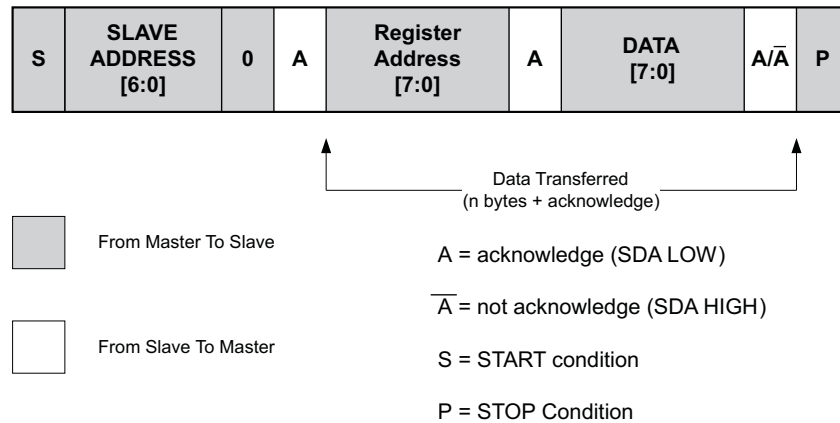 S
SLAVE
ADDRESS
[6:0]
0
A
Register
Address
[7:0]
A
DATA
[7:0]
A/A̅
P
Data Transferred
(n bytes + acknowledge)
From Master To Slave
A = acknowledge (SDA LOW)
A̅ = not acknowledge (SDA HIGH)
From Slave To Master
S = START condition
P = STOP Condition